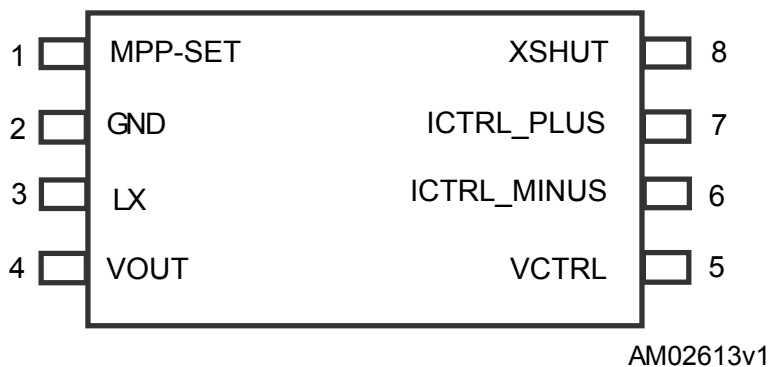 1 MPP-SET XSHUT 8
2 GND ICTRL_PLUS 7
3 LX ICTRL_MINUS 6
4 VOUT VCTRL 5
AM02613v1